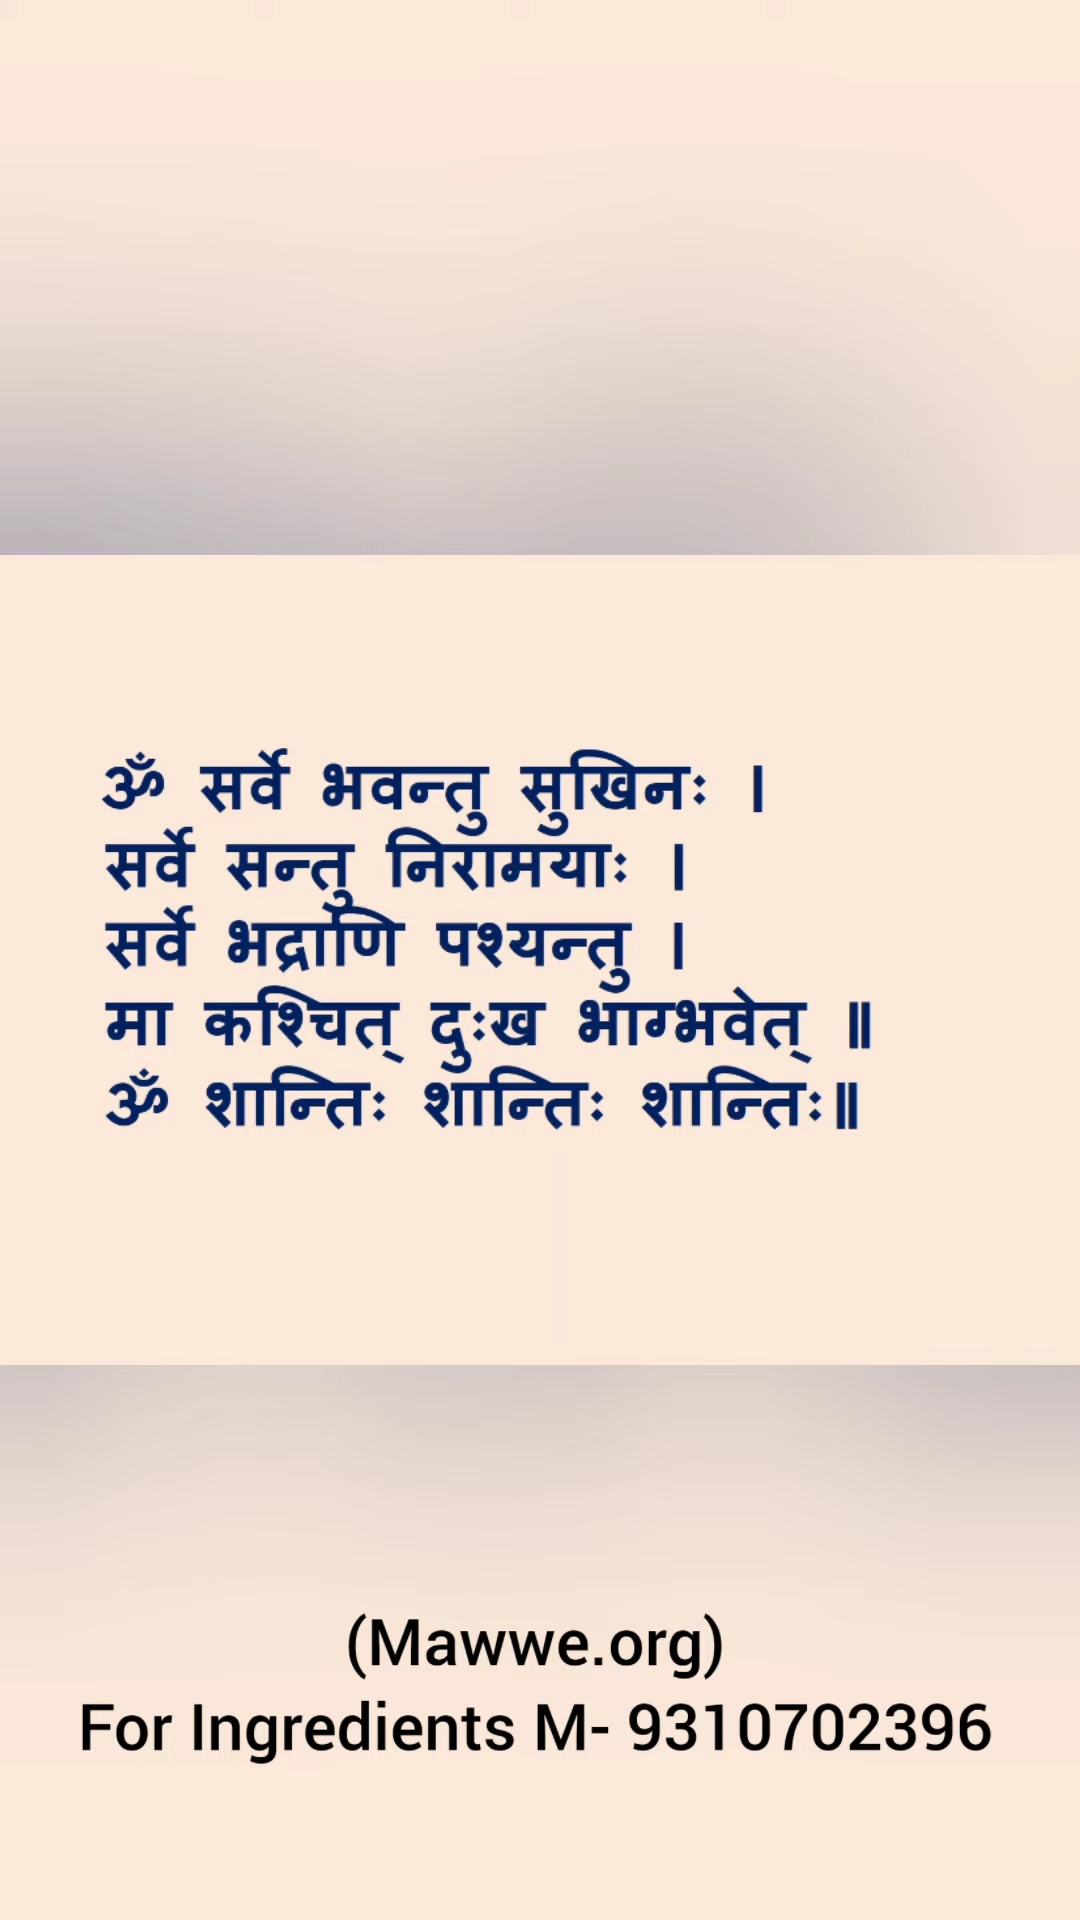 ॐ सर्वे भवन्तु सुखिनः ।
सर्वे सन्तु निरामयाः ।
सर्वे भद्राणि पश्यन्तु ।
मा कश्चित् दुःख भाग्भवेत् ॥
ॐ शान्तिः शान्तिः शान्तिः॥
(Mawwe.org)
For Ingredients M- 9310702396